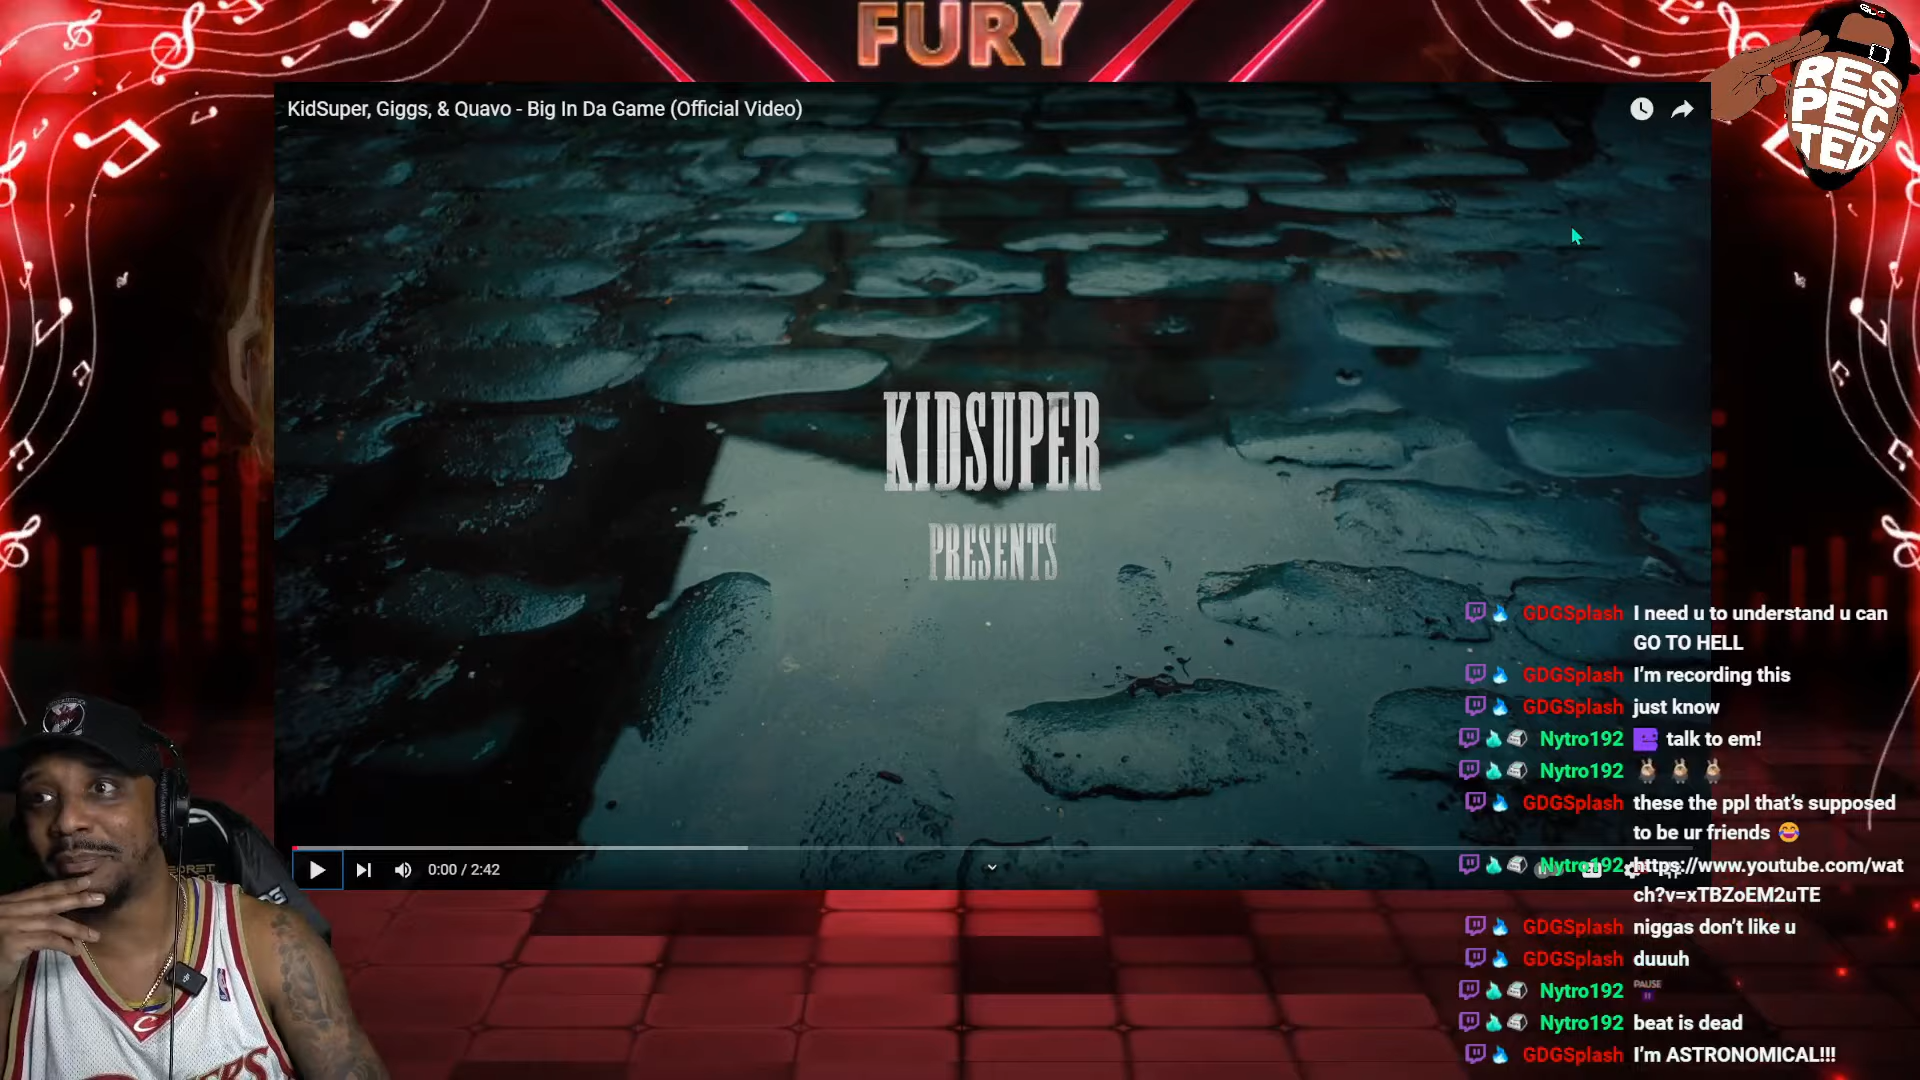 FURY
KidSuper, Giggs, & Quavo - Big In Da Game (Official Video)
RES
PEC
TED
KIDSUPER
PRESENTS
GDGSplash I need u to understand u can
GO TO HELL
GDGSplash I'm recording this
GDGSplash just know
Nytro192 talk to em!
Nytro192
GDGSplash these the ppl that's supposed
to be ur friends 😂
Nytro192 https://www.youtube.com/wat
ch?v=xTBZoEM2uTE
GDGSplash niggas don't like u
GDGSplash duuuh
Nytro192 PAUSE
Nytro192 beat is dead
GDGSplash I'm ASTRONOMICAL!!!
0:00 / 2:42